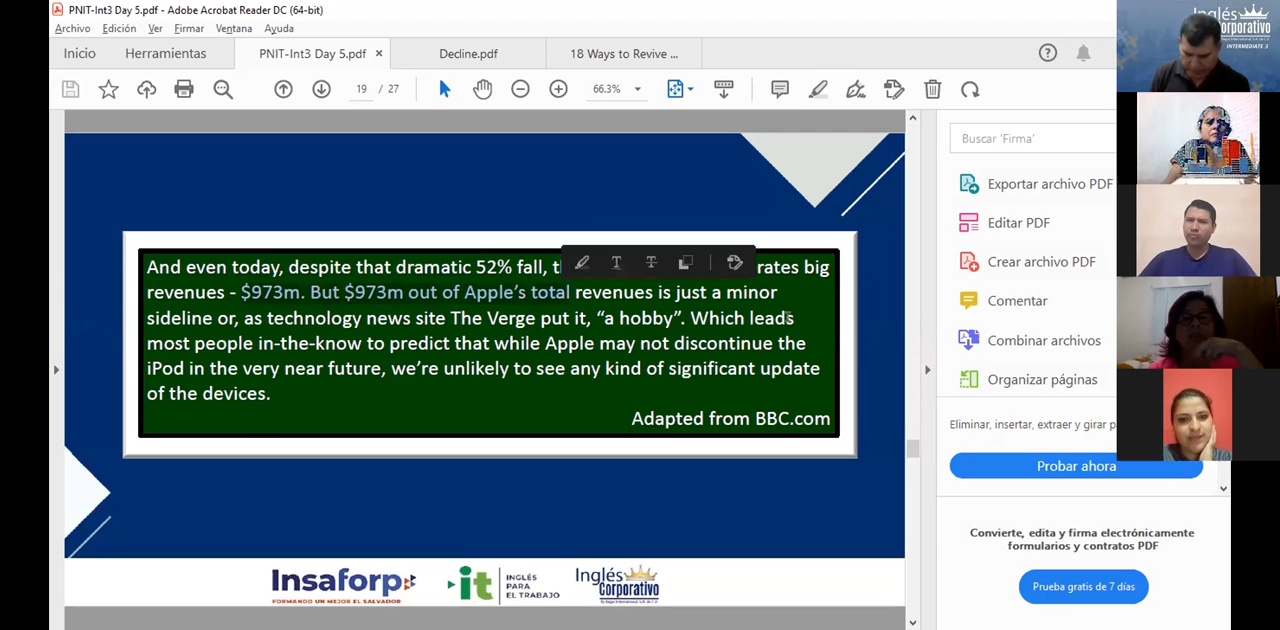 PNIT-Int3 Day 5.pdf - Adobe Acrobat Reader DC (64-bit)
Archivo Edición Ver Firmar Ventana Ayuda
Inicio Herramientas PNIT-Int3 Day 5.pdf × Decline.pdf 18 Ways to Revive ...
19 / 27 66.3%
And even today, despite that dramatic 52% fall, rates big
revenues - $973m. But $973m out of Apple's total revenues is just a minor
sideline or, as technology news site The Verge put it, “a hobby”. Which leads
most people in-the-know to predict that while Apple may not discontinue the
iPod in the very near future, we're unlikely to see any kind of significant update
of the devices.
Adapted from BBC.com
Insaforp
FORMANDO UN MEJOR EL SALVADOR
it INGLÉS
PARA
EL TRABAJO
Inglés
Corporativo
Buscar 'Firma'
Exportar archivo PDF
Editar PDF
Crear archivo PDF
Comentar
Combinar archivos
Organizar páginas
Eliminar, insertar, extraer y girar
Probar ahora
Convierte, edita y firma electrónicamente
formularios y contratos PDF
Prueba gratis de 7 días
INTERMEDIATE 3